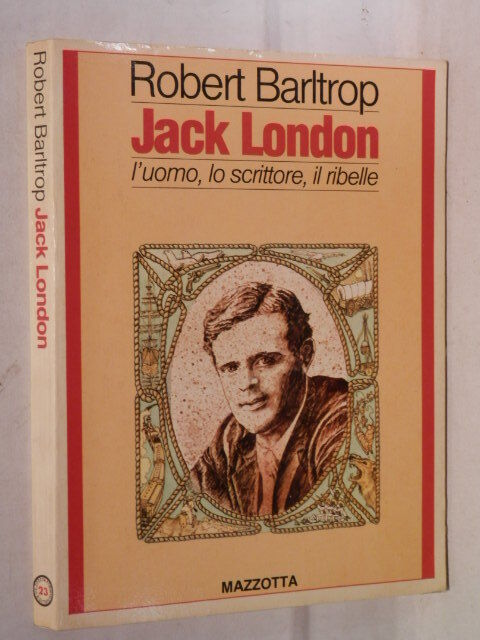 Robert Barltrop
Jack London
l'uomo, lo scrittore, il ribelle
MAZZOTTA
Robert Barltrop Jack London
23